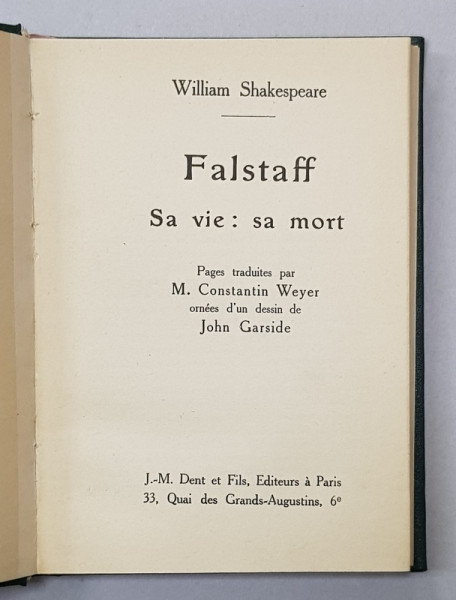 William Shakespeare
Falstaff
Sa vie : sa mort
Pages traduites par
M. Constantin Weyer
ornées d'un dessin de
John Garside
J.-M. Dent et Fils, Editeurs à Paris
33, Quai des Grands-Augustins, 6e